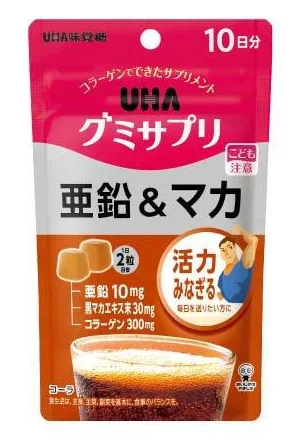 UHA味覚糖
10日分
コラーゲンでできたサプリメント
UHA
グミサプリ
こども
注意
亜鉛&マカ
1日
2粒
目安
亜鉛 10mg
黒マカエキス末 30mg
コラーゲン 300mg
活力
みなぎる
毎日を送りたい方に
コーラ味
食生活は、主食、主菜、副菜を基本に、食事のバランスを。